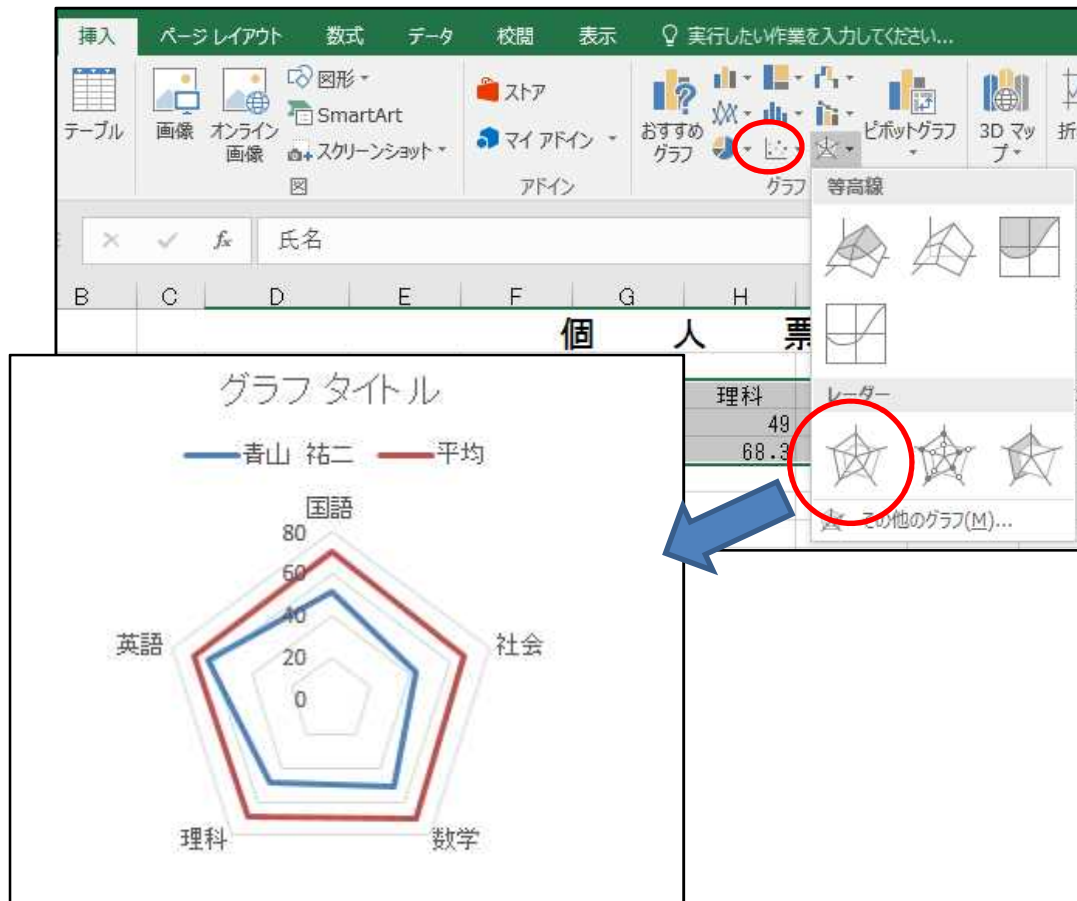 挿入 ページ レイアウト 数式 データ 校閲 表示 実行したい作業を入力してください...
テーブル
画像
オンライン
画像
図形
SmartArt
スクリーンショット
図
ストア
マイ アドイン
アドイン
おすすめ
グラフ
ピボットグラフ
3D マッ
プ
折
グラフ
等高線
fx 氏名
B C D E F G H
個 人 票
理科
49
68.3
レーダー
その他のグラフ(M)...
グラフ タイトル
青山 祐二 平均
国語
80
60
40
20
0
英語
社会
理科
数学